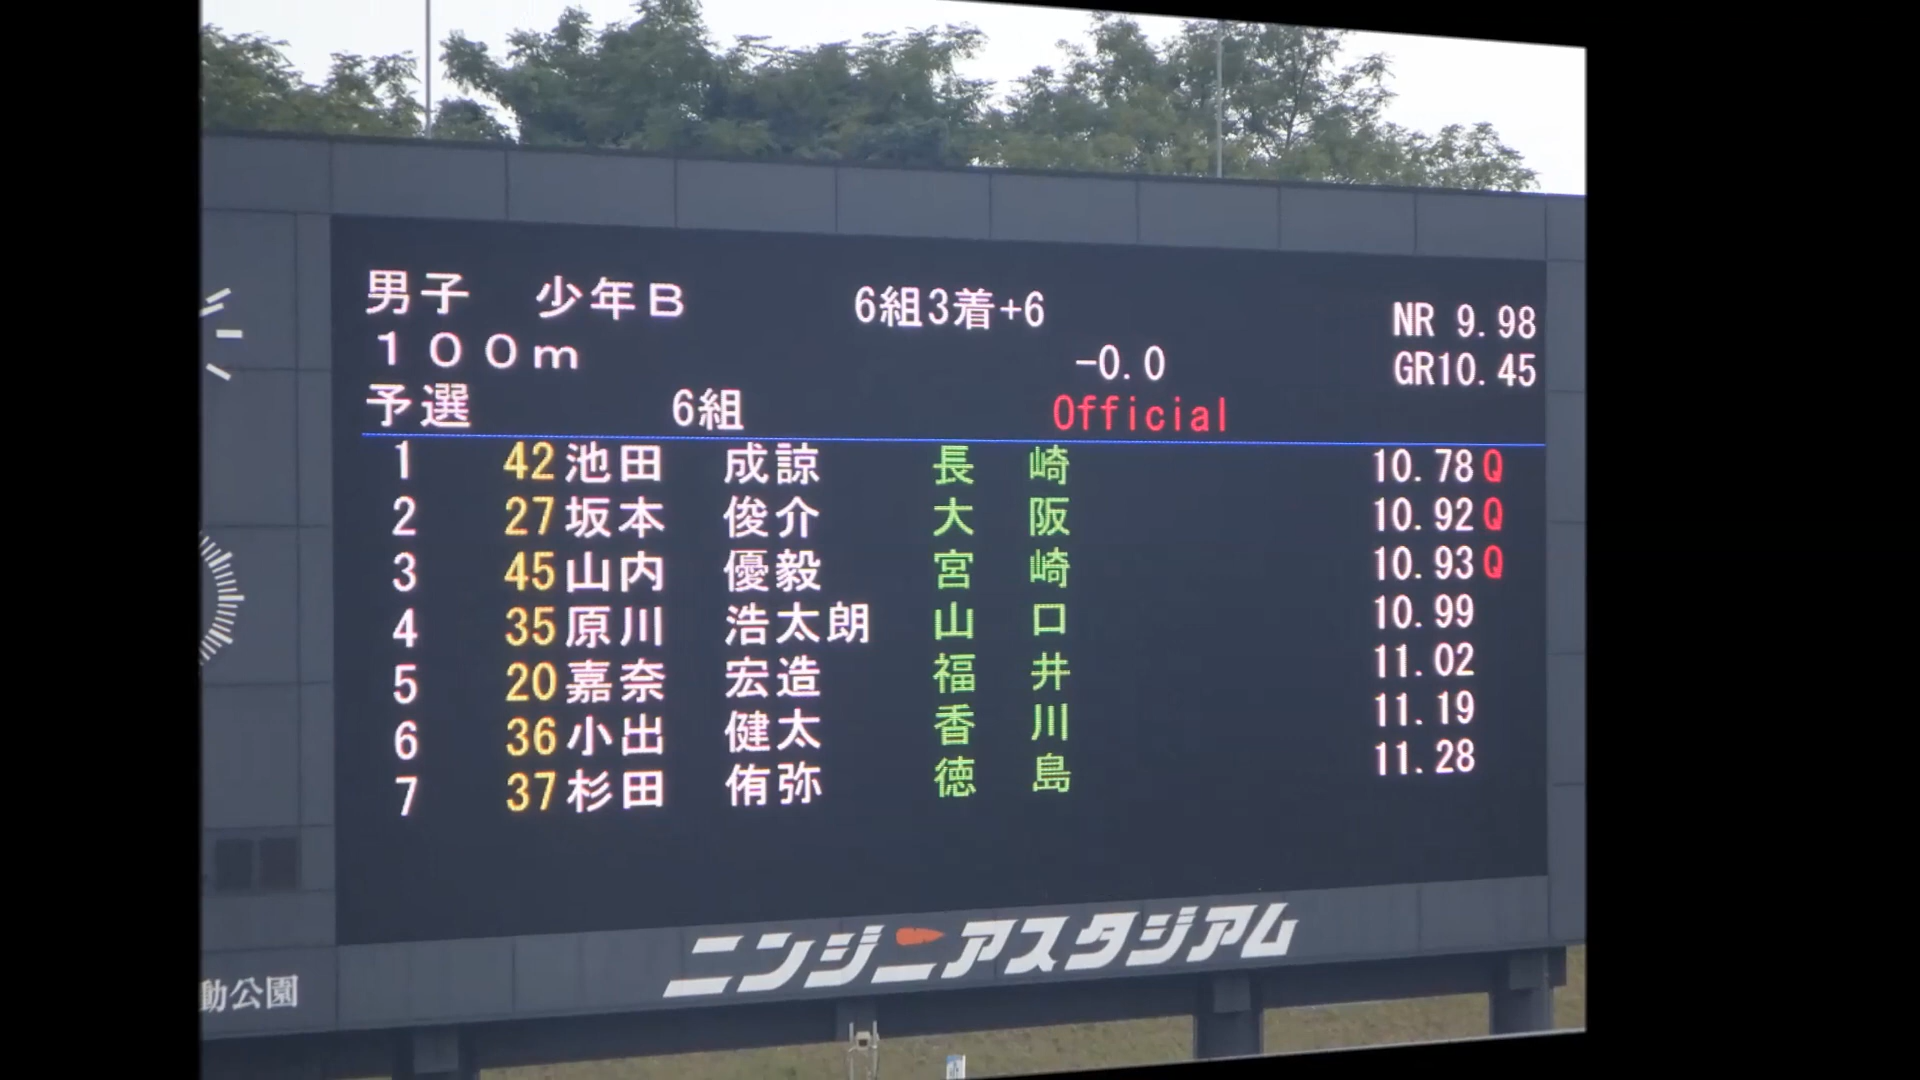 男子 少年B 6組3着+6 NR 9.98
100m -0.0 GR10.45
予選 6組 Official
1 42 池田 成諒 長崎 10.78 Q
2 27 坂本 俊介 大阪 10.92 Q
3 45 山内 優毅 宮崎 10.93 Q
4 35 原川 浩太朗 山口 10.99
5 20 嘉奈 宏造 福井 11.02
6 36 小出 健太 香川 11.19
7 37 杉田 侑弥 徳島 11.28
ニンジニアスタジアム
動公園